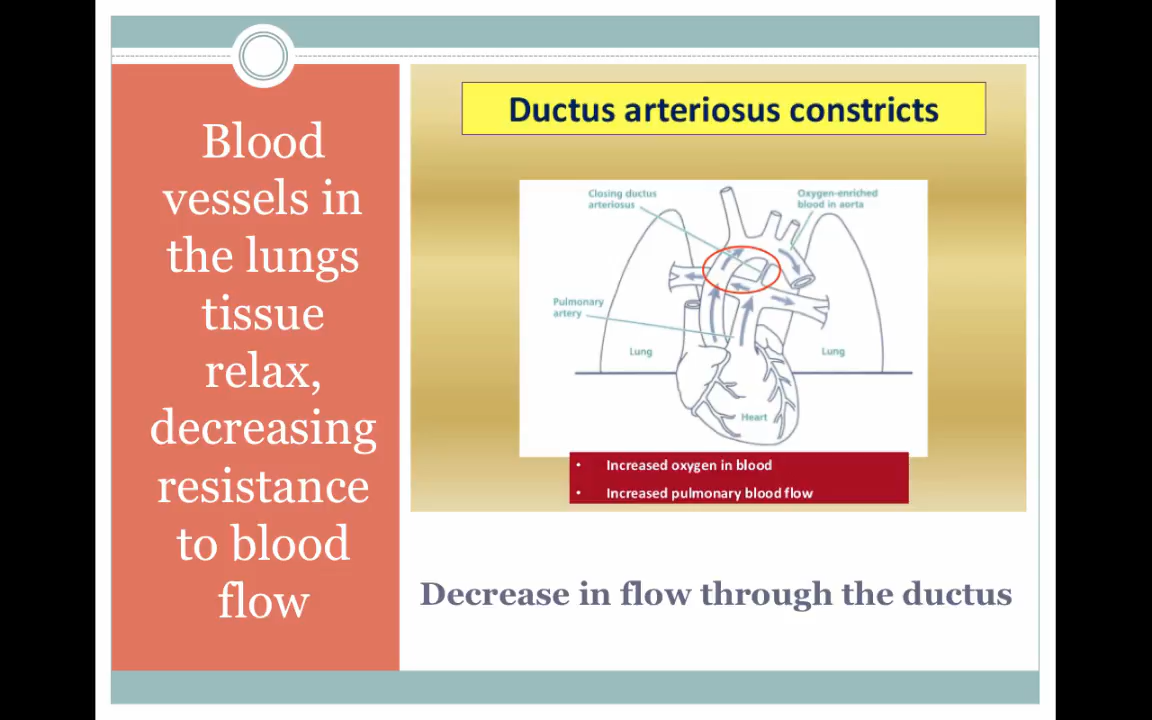 Blood
vessels in
the lungs
tissue
relax,
decreasing
resistance
to blood
flow
Ductus arteriosus constricts
Closing ductus
arteriosus
Oxygen-enriched
blood in aorta
Pulmonary
artery
Lung
Lung
Heart
• Increased oxygen in blood
• Increased pulmonary blood flow
Decrease in flow through the ductus